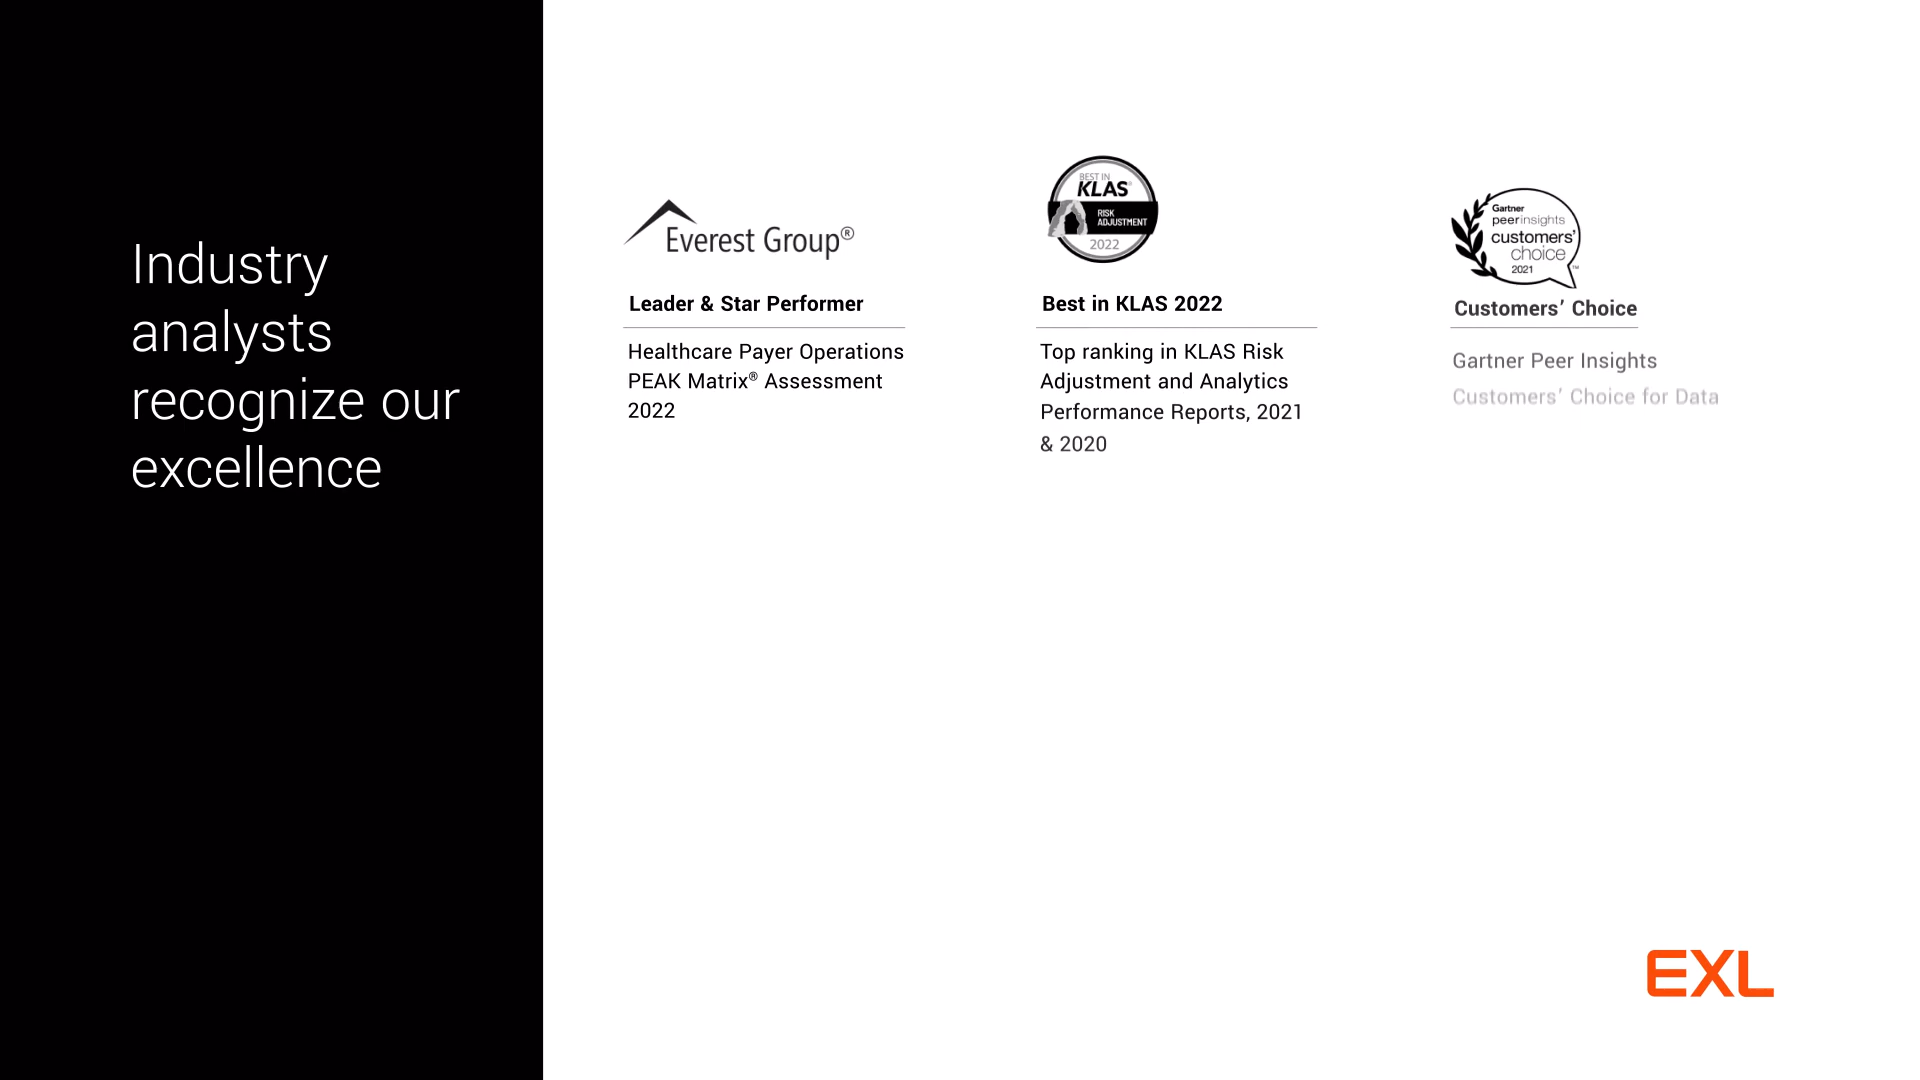 Industry
analysts
recognize our
excellence
Everest Group®
Leader & Star Performer
Healthcare Payer Operations
PEAK Matrix® Assessment
2022
BEST IN
KLAS®
RISK
ADJUSTMENT
2022
Best in KLAS 2022
Top ranking in KLAS Risk
Adjustment and Analytics
Performance Reports, 2021
& 2020
Gartner
peerinsights
customers’
choice
2021
™
Customers’ Choice
Gartner Peer Insights
Customers’ Choice for Data
EXL